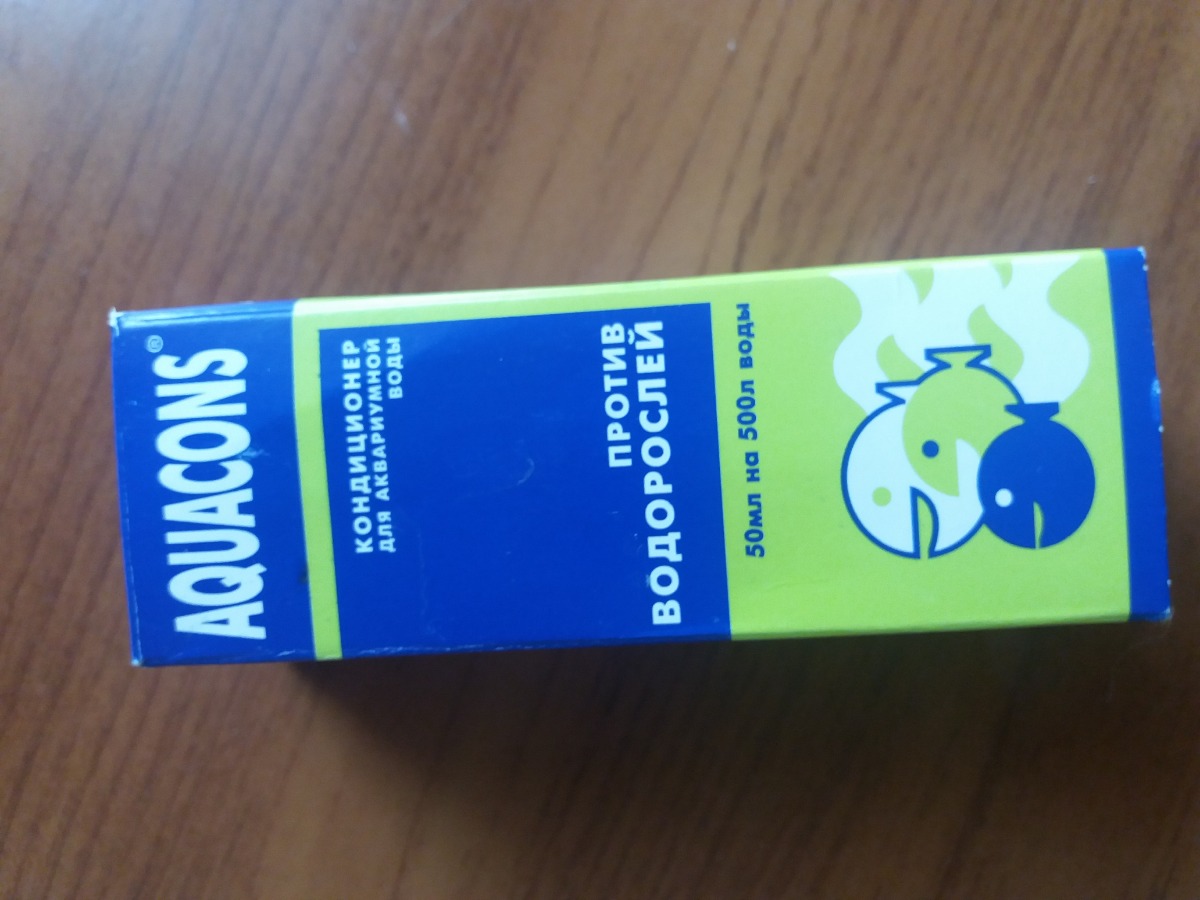 AQUACONS®
КОНДИЦИОНЕР
ДЛЯ АКВАРИУМНОЙ
ВОДЫ
ПРОТИВ
ВОДОРОСЛЕЙ
50мл на 500л воды